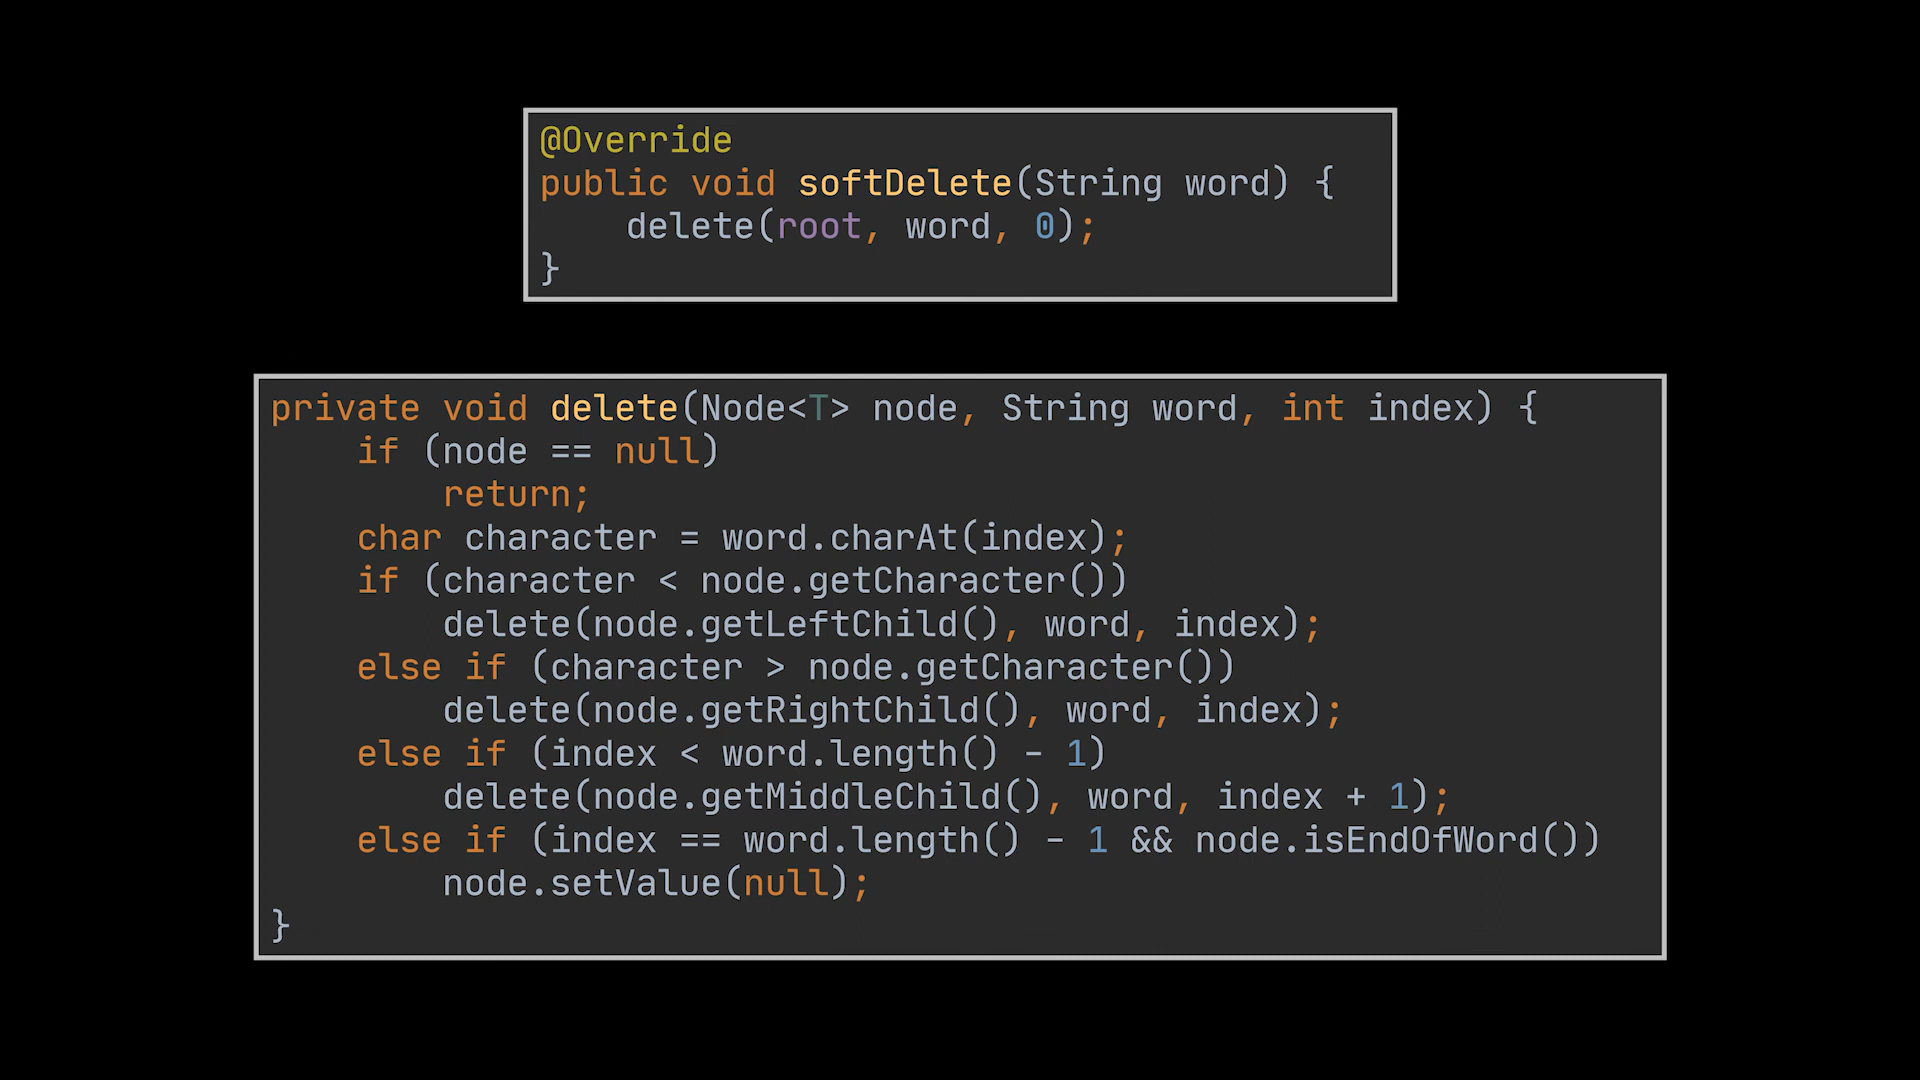 @Override
public void softDelete(String word) {
    delete(root, word, 0);
}
private void delete(Node<T> node, String word, int index) {
    if (node == null)
        return;
    char character = word.charAt(index);
    if (character < node.getCharacter())
        delete(node.getLeftChild(), word, index);
    else if (character > node.getCharacter())
        delete(node.getRightChild(), word, index);
    else if (index < word.length() - 1)
        delete(node.getMiddleChild(), word, index + 1);
    else if (index == word.length() - 1 && node.isEndOfWord())
        node.setValue(null);
}